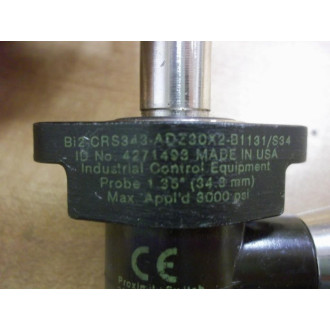 Bi2-CRS343-ADZ30X2-B1131/S34
ID No. 4271493 MADE IN USA
Industrial Control Equipment
Probe 1.35" (34.3 mm)
Max Appl'd 3000 psi
CE